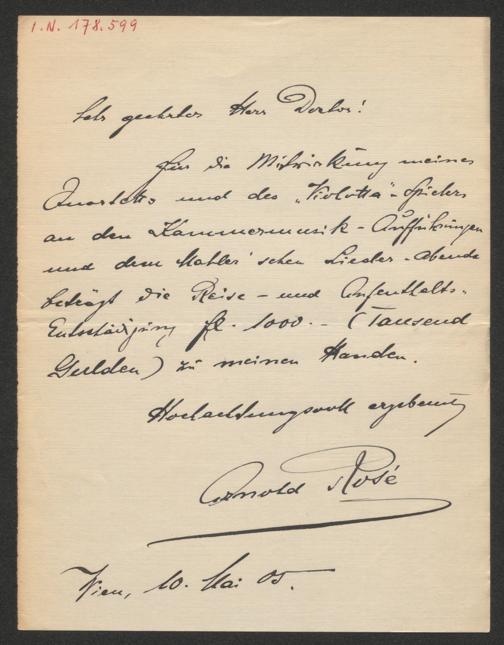 I.N. 178.599
Sehr geehrter Herr Doctor!
Für die Mitwirkung meines
Quartetts und des „Violotta"-Spielers
an den Kammermusik-Aufführungen
und dem Mahler'schen Lieder-Abende
beträgt die Reise- und Aufenthalts-
Entschädigung fl. 1000.- (Tausend
Gulden) zu meinen Handen.
Hochachtungsvoll ergebenst
Arnold Rosé
Wien, 10. Mai 05.